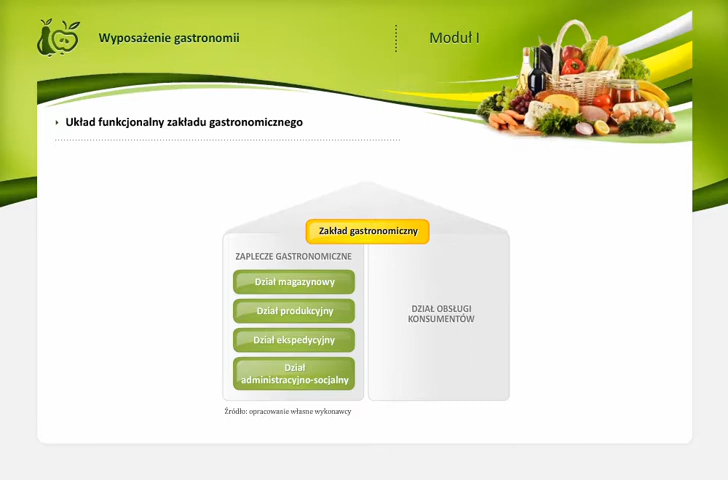 Wyposażenie gastronomii
Moduł I
Układ funkcjonalny zakładu gastronomicznego
Zakład gastronomiczny
ZAPLECZE GASTRONOMICZNE
Dział magazynowy
Dział produkcyjny
Dział ekspedycyjny
Dział
administracyjno-socjalny
DZIAŁ OBSŁUGI
KONSUMENTÓW
Źródło: opracowanie własne wykonawcy